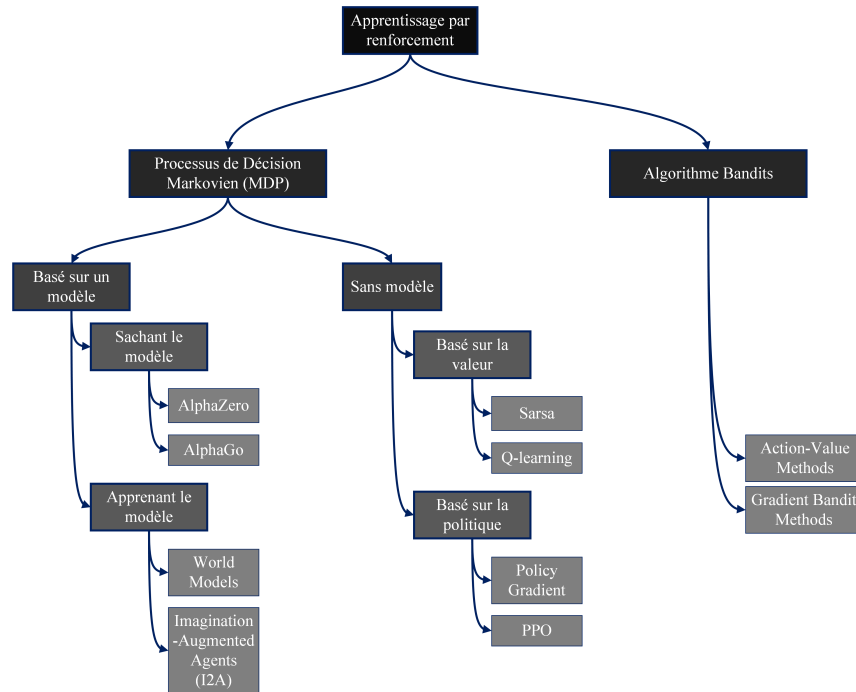 Apprentissage par
renforcement
Processus de Décision
Markovien (MDP)
Algorithme Bandits
Basé sur un
modèle
Sans modèle
Sachant le
modèle
Basé sur la
valeur
AlphaZero
Sarsa
AlphaGo
Q-learning
Action-Value
Methods
Apprenant le
modèle
Basé sur la
politique
Gradient Bandit
Methods
World
Models
Policy
Gradient
Imagination
-Augmented
Agents
(I2A)
PPO